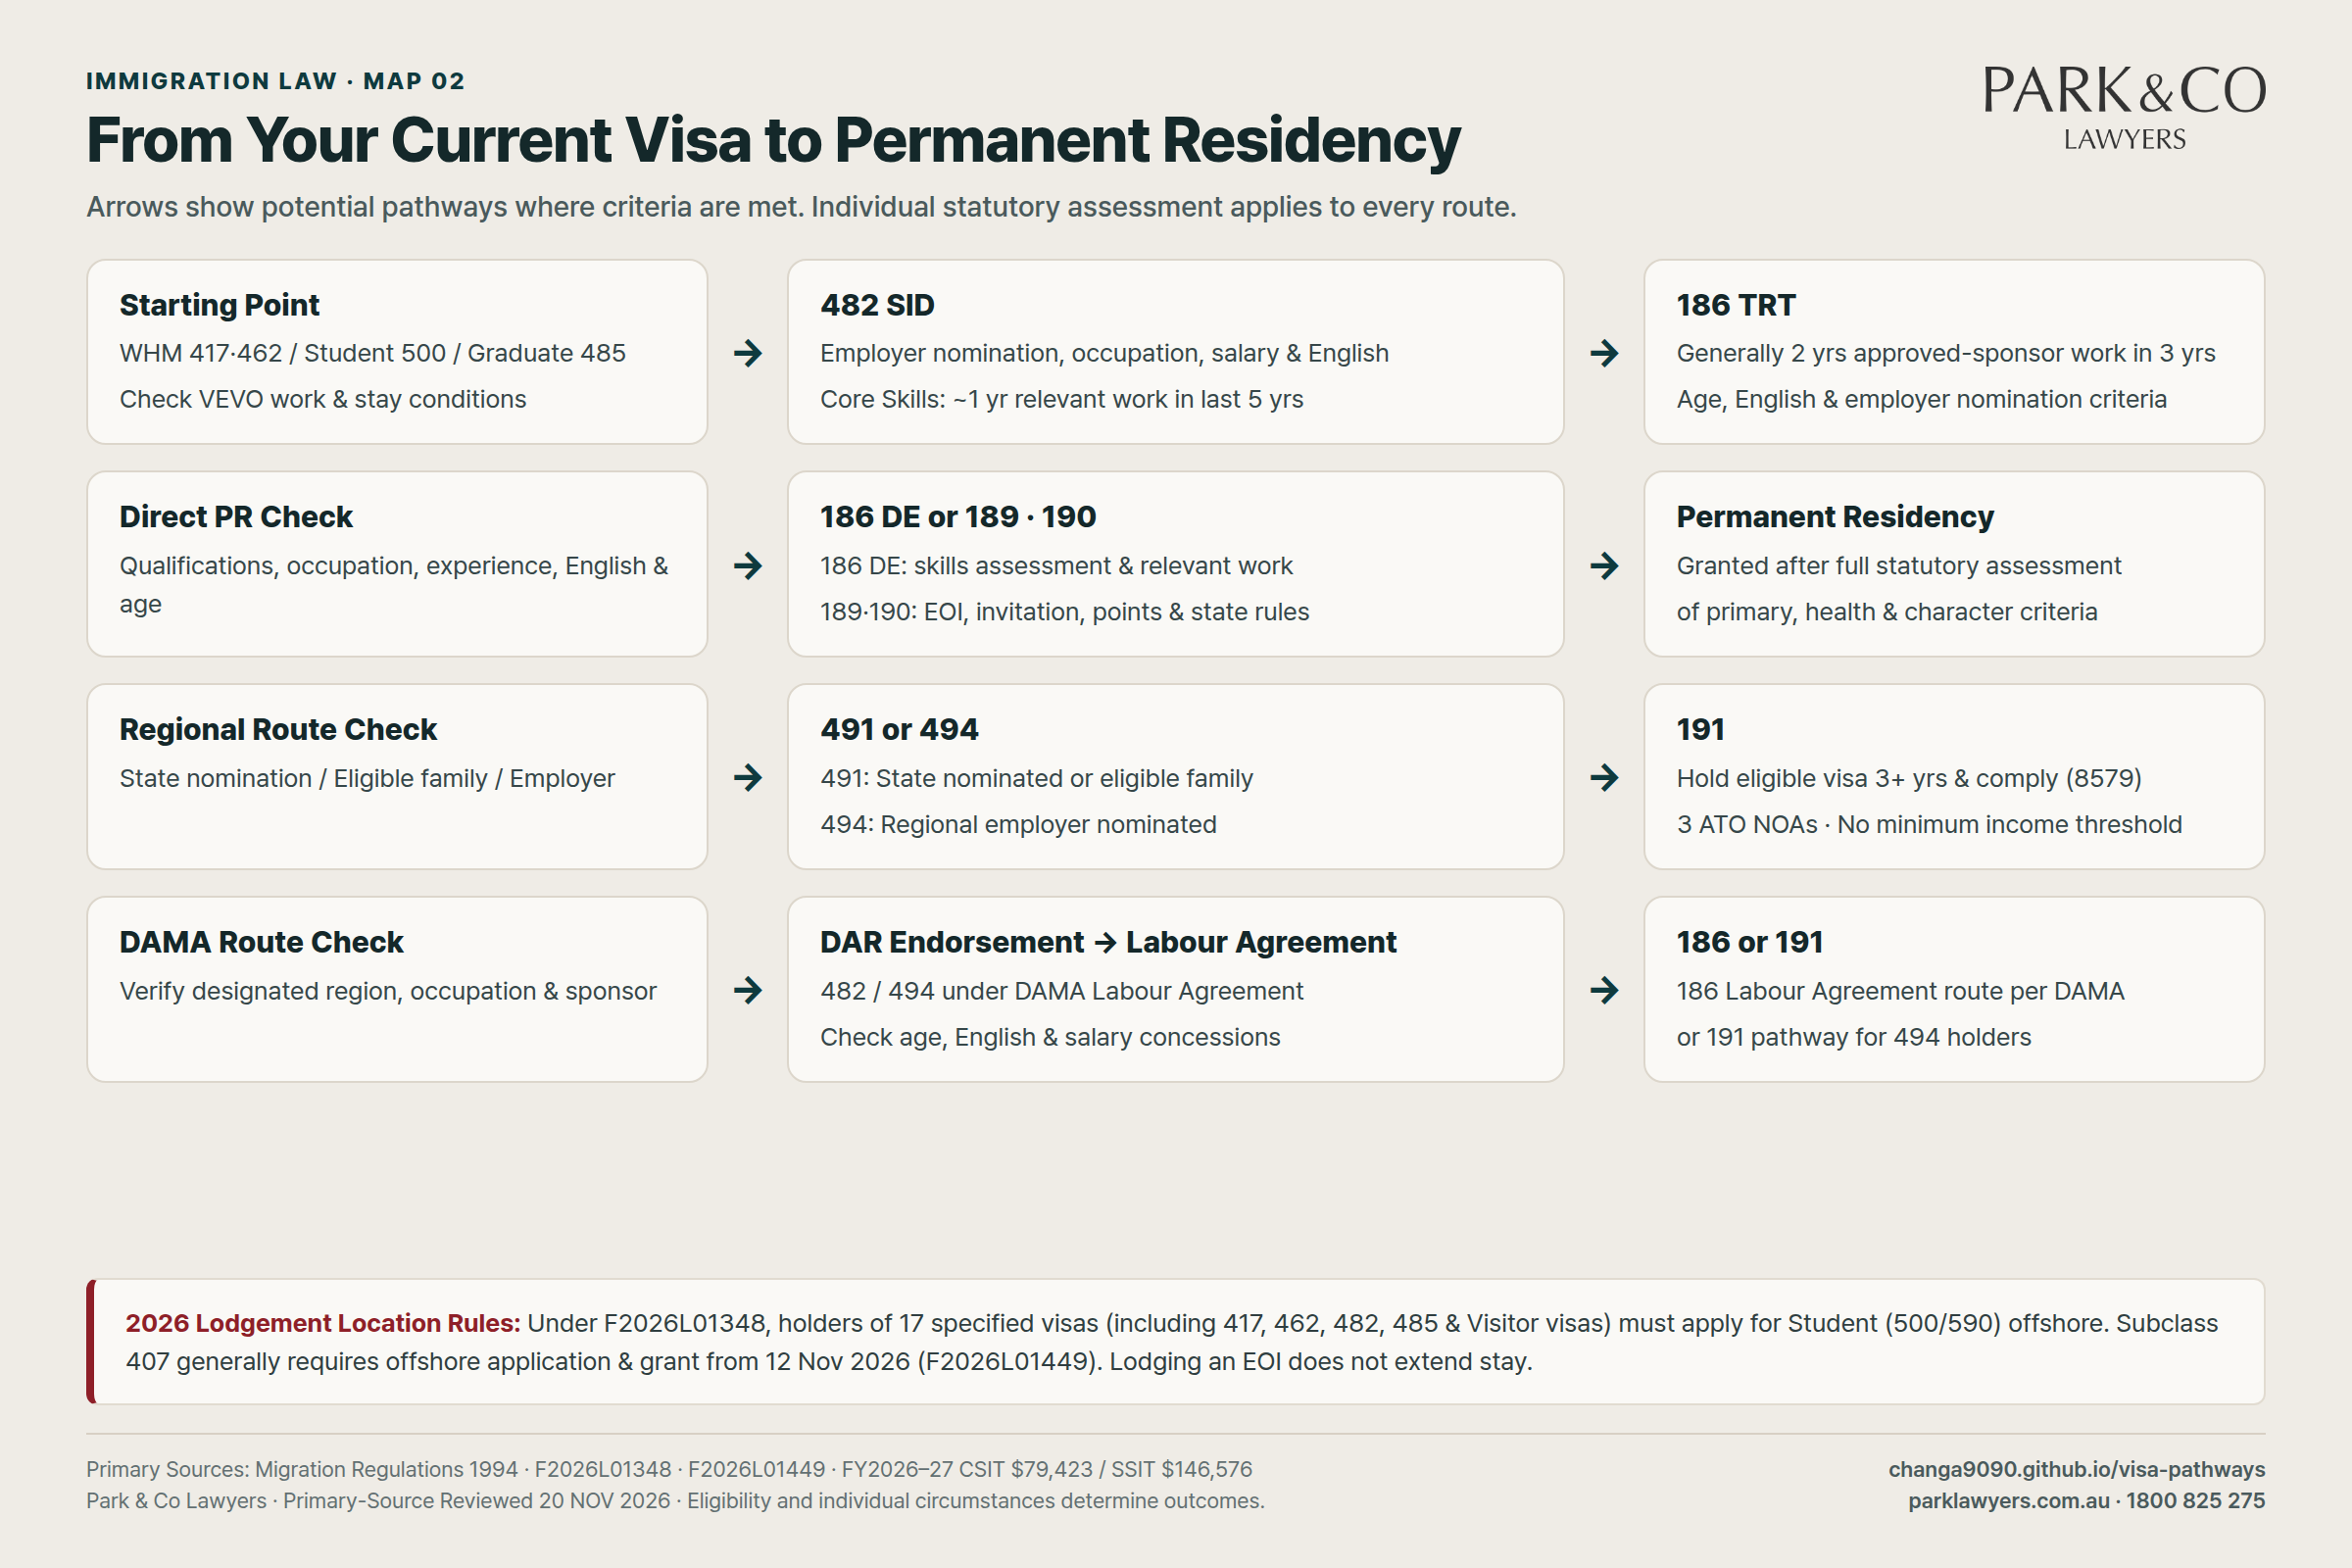 IMMIGRATION LAW · MAP 02
PARK & CO
LAWYERS
From Your Current Visa to Permanent Residency
Arrows show potential pathways where criteria are met. Individual statutory assessment applies to every route.
Starting Point
WHM 417·462 / Student 500 / Graduate 485
Check VEVO work & stay conditions
→
482 SID
Employer nomination, occupation, salary & English
Core Skills: ~1 yr relevant work in last 5 yrs
→
186 TRT
Generally 2 yrs approved-sponsor work in 3 yrs
Age, English & employer nomination criteria
Direct PR Check
Qualifications, occupation, experience, English &
age
→
186 DE or 189 · 190
186 DE: skills assessment & relevant work
189·190: EOI, invitation, points & state rules
→
Permanent Residency
Granted after full statutory assessment
of primary, health & character criteria
Regional Route Check
State nomination / Eligible family / Employer
→
491 or 494
491: State nominated or eligible family
494: Regional employer nominated
→
191
Hold eligible visa 3+ yrs & comply (8579)
3 ATO NOAs · No minimum income threshold
DAMA Route Check
Verify designated region, occupation & sponsor
→
DAR Endorsement → Labour Agreement
482 / 494 under DAMA Labour Agreement
Check age, English & salary concessions
→
186 or 191
186 Labour Agreement route per DAMA
or 191 pathway for 494 holders
2026 Lodgement Location Rules: Under F2026L01348, holders of 17 specified visas (including 417, 462, 482, 485 & Visitor visas) must apply for Student (500/590) offshore. Subclass
407 generally requires offshore application & grant from 12 Nov 2026 (F2026L01449). Lodging an EOI does not extend stay.
Primary Sources: Migration Regulations 1994 · F2026L01348 · F2026L01449 · FY2026–27 CSIT $79,423 / SSIT $146,576
Park & Co Lawyers · Primary-Source Reviewed 20 NOV 2026 · Eligibility and individual circumstances determine outcomes.
changa9090.github.io/visa-pathways
parklawyers.com.au · 1800 825 275